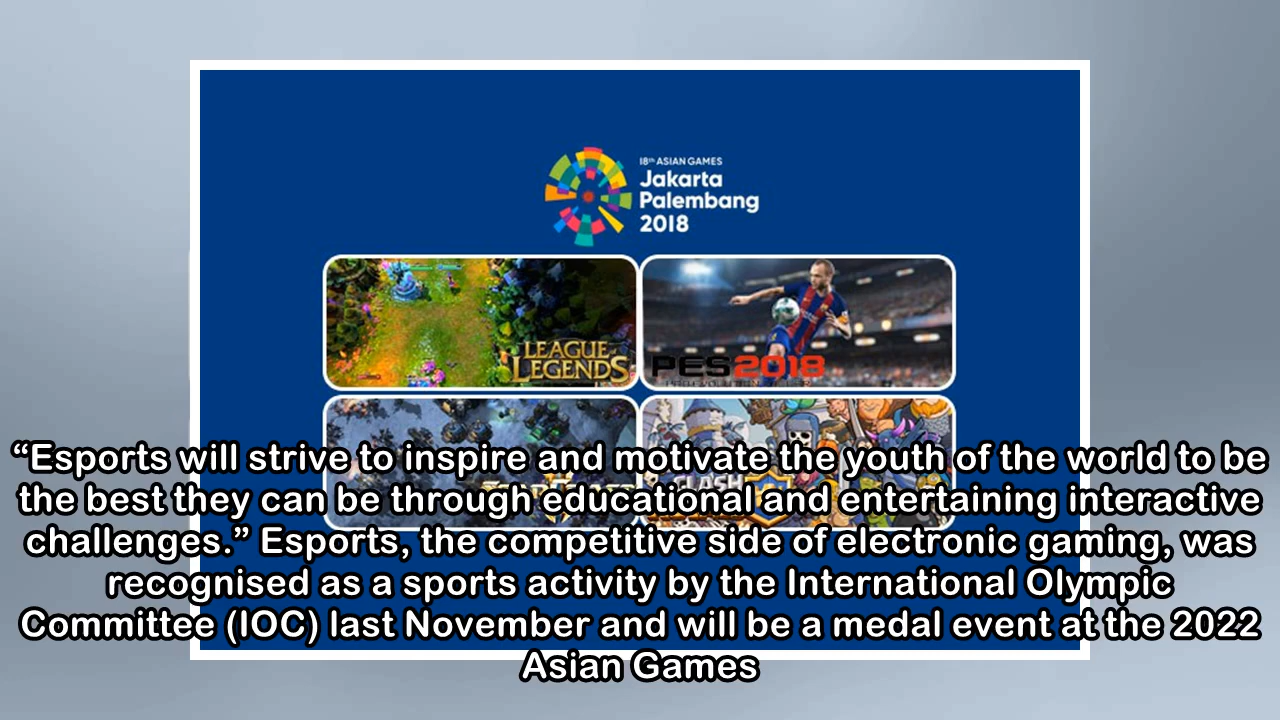 18th ASIAN GAMES
Jakarta
Palembang
2018
LEAGUE OF
LEGENDS
PES2018
“Esports will strive to inspire and motivate the youth of the world to be
the best they can be through educational and entertaining interactive
CLASH
challenges.” Esports, the competitive side of electronic gaming, was
recognised as a sports activity by the International Olympic
Committee (IOC) last November and will be a medal event at the 2022
Asian Games